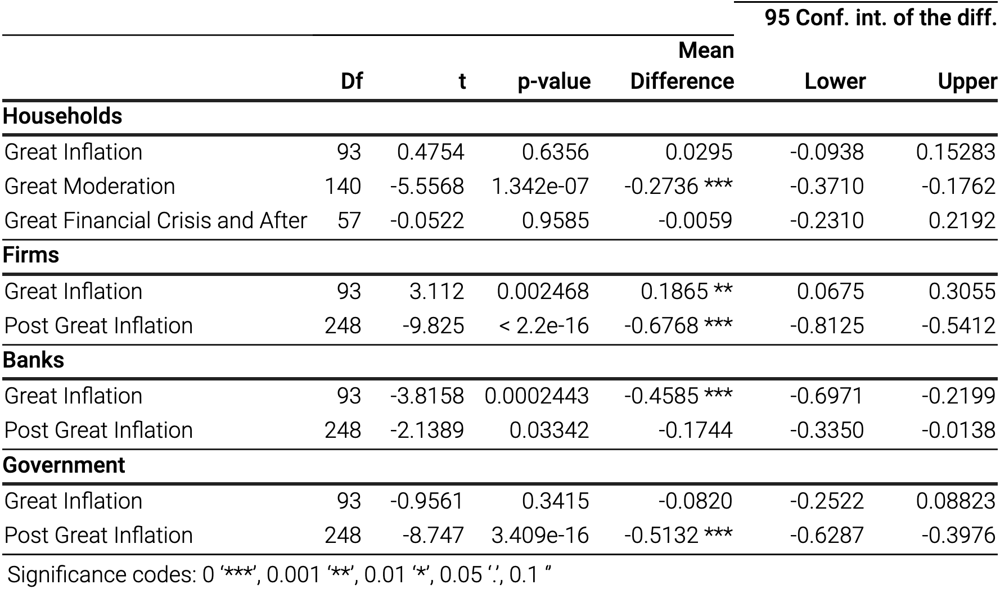 95 Conf. int. of the diff.
Mean
Df t p-value Difference Lower Upper
Households
Great Inflation 93 0.4754 0.6356 0.0295 -0.0938 0.15283
Great Moderation 140 -5.5568 1.342e-07 -0.2736 *** -0.3710 -0.1762
Great Financial Crisis and After 57 -0.0522 0.9585 -0.0059 -0.2310 0.2192
Firms
Great Inflation 93 3.112 0.002468 0.1865 ** 0.0675 0.3055
Post Great Inflation 248 -9.825 < 2.2e-16 -0.6768 *** -0.8125 -0.5412
Banks
Great Inflation 93 -3.8158 0.0002443 -0.4585 *** -0.6971 -0.2199
Post Great Inflation 248 -2.1389 0.03342 -0.1744 -0.3350 -0.0138
Government
Great Inflation 93 -0.9561 0.3415 -0.0820 -0.2522 0.08823
Post Great Inflation 248 -8.747 3.409e-16 -0.5132 *** -0.6287 -0.3976
Significance codes: 0 ‘***’, 0.001 ‘**’, 0.01 ‘*’, 0.05 ‘.’, 0.1 ‘’